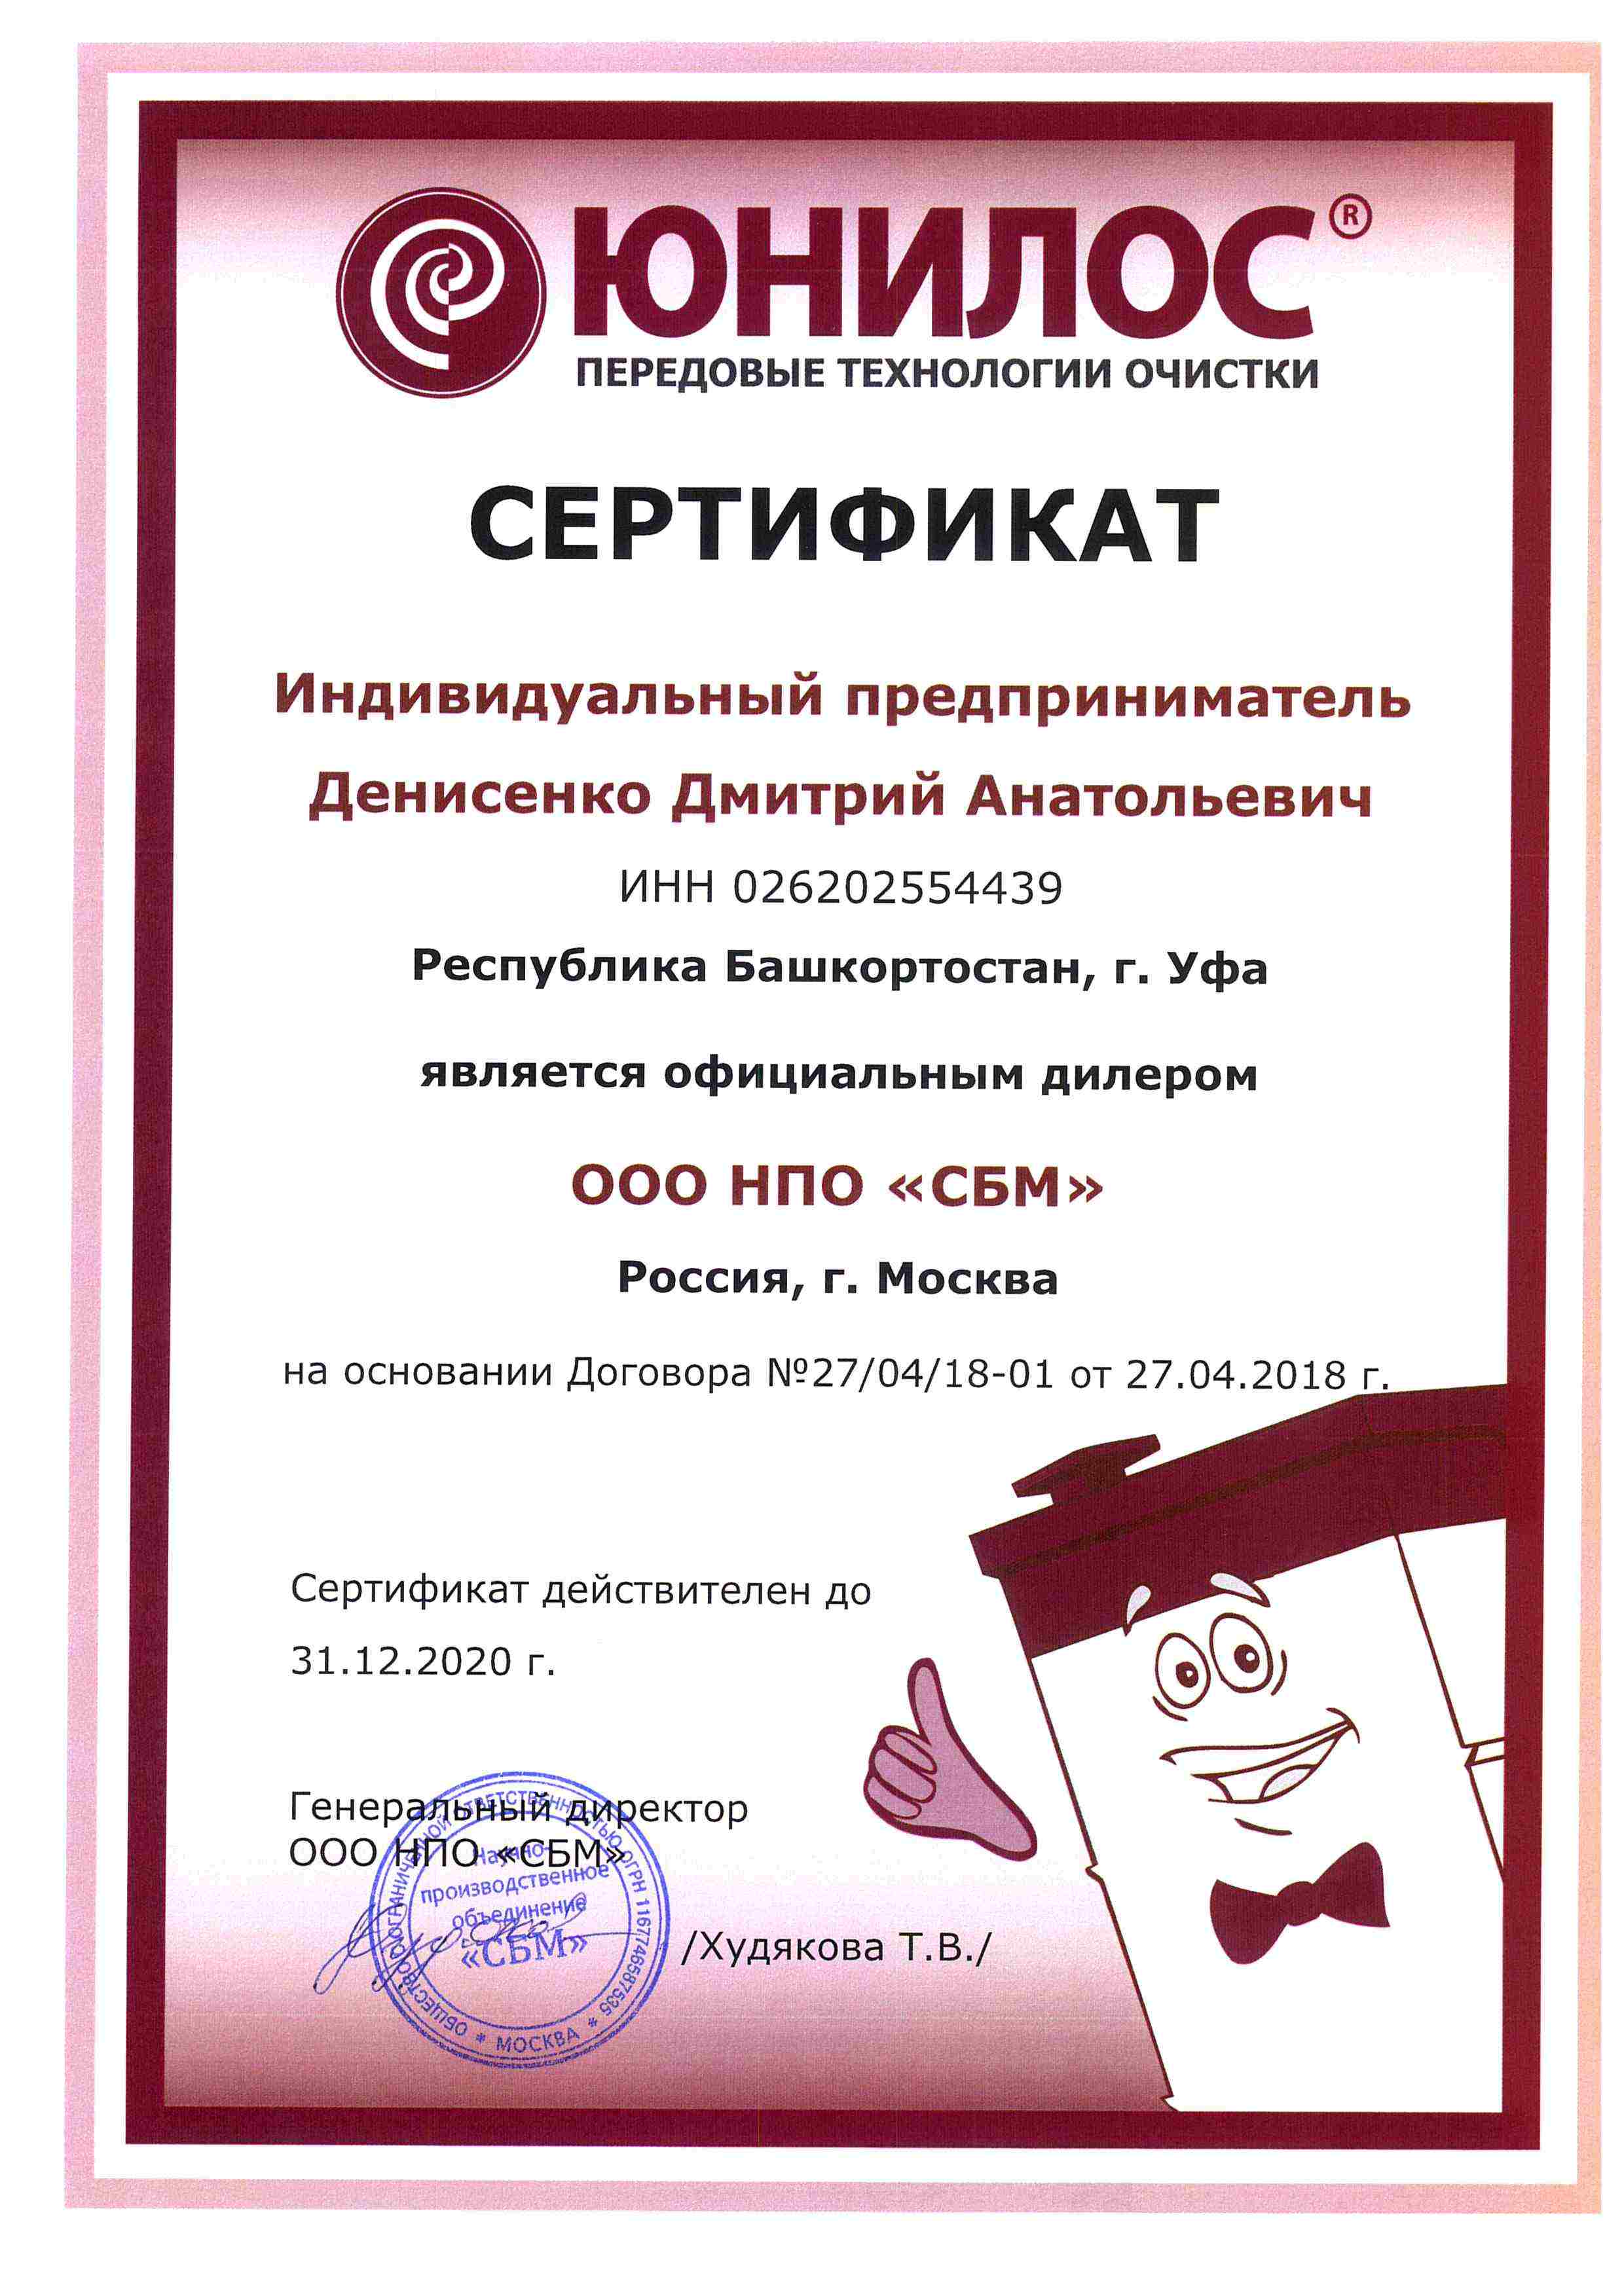 ЮНИЛОС®
ПЕРЕДОВЫЕ ТЕХНОЛОГИИ ОЧИСТКИ
СЕРТИФИКАТ
Индивидуальный предприниматель
Денисенко Дмитрий Анатольевич
ИНН 026202554439
Республика Башкортостан, г. Уфа
является официальным дилером
ООО НПО «СБМ»
Россия, г. Москва
на основании Договора №27/04/18-01 от 27.04.2018 г.
Сертификат действителен до
31.12.2020 г.
Генеральный директор
ООО НПО «СБМ»
/Худякова Т.В./
ОБЩЕСТВО С ОГРАНИЧЕННОЙ ОТВЕТСТВЕННОСТЬЮ ОГРН 1167746587535
* МОСКВА *
Научно-
производственное
объединение
«СБМ»